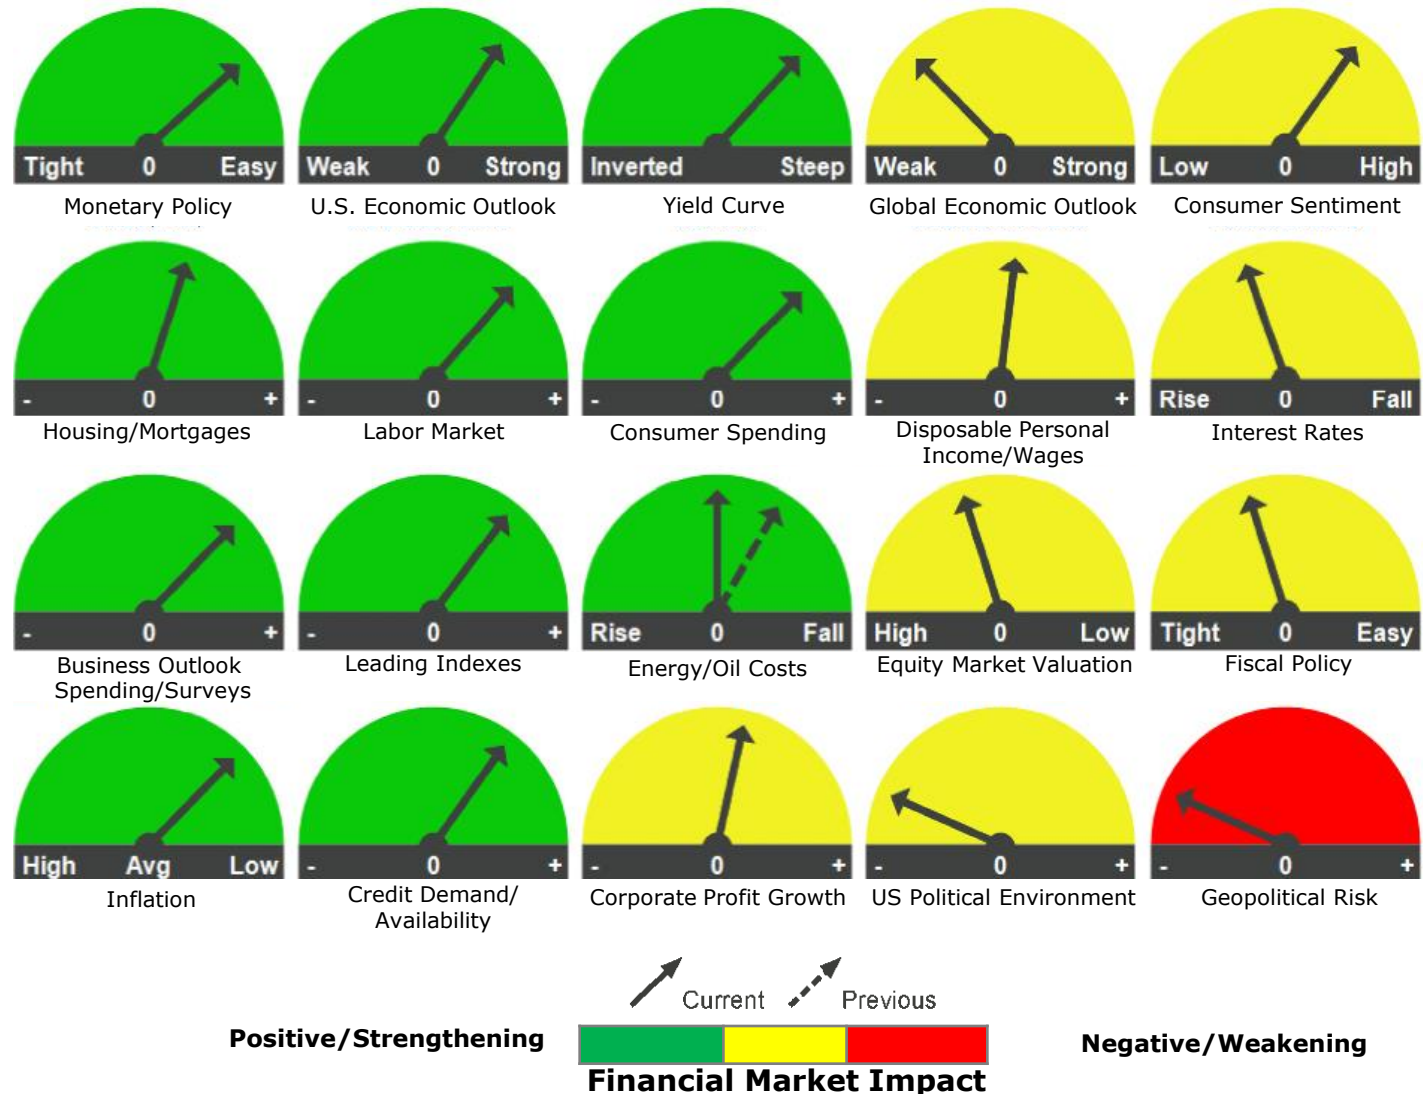 Tight 0 Easy Weak 0 Strong Inverted Steep Weak 0 Strong Low 0 High
Monetary Policy U.S. Economic Outlook Yield Curve Global Economic Outlook Consumer Sentiment
- 0 + - 0 + - 0 + - 0 + Rise 0 Fall
Housing/Mortgages Labor Market Consumer Spending Disposable Personal Interest Rates
Income/Wages
- 0 + - 0 + Rise 0 Fall High 0 Low Tight 0 Easy
Business Outlook Leading Indexes Energy/Oil Costs Equity Market Valuation Fiscal Policy
Spending/Surveys
High Avg Low - 0 + - 0 + - 0 + - 0 +
Inflation Credit Demand/ Corporate Profit Growth US Political Environment Geopolitical Risk
Availability
Current Previous
Positive/Strengthening Negative/Weakening
Financial Market Impact